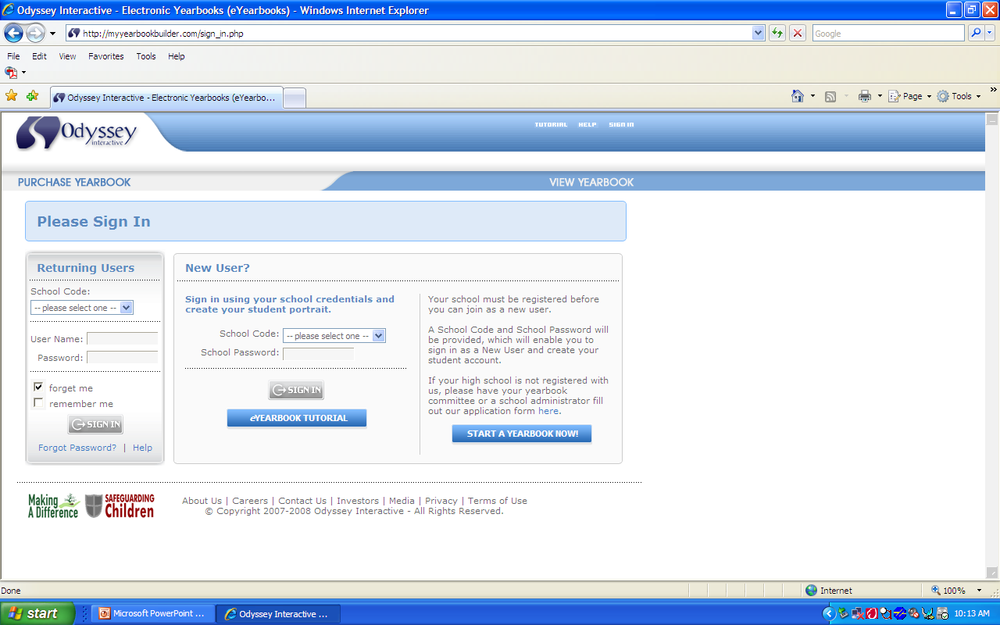 Odyssey Interactive - Electronic Yearbooks (eYearbooks) - Windows Internet Explorer
http://myyearbookbuilder.com/sign_in.php
Google
File Edit View Favorites Tools Help
Odyssey Interactive - Electronic Yearbooks (eYearbo...
Page Tools
Odyssey
interactive
TUTORIAL HELP SIGN IN
PURCHASE YEARBOOK
VIEW YEARBOOK
Please Sign In
Returning Users
School Code:
-- please select one --
User Name:
Password:
forget me
remember me
SIGN IN
Forgot Password? | Help
New User?
Sign in using your school credentials and
create your student portrait.
School Code: -- please select one --
School Password:
SIGN IN
eYEARBOOK TUTORIAL
Your school must be registered before
you can join as a new user.
A School Code and School Password will
be provided, which will enable you to
sign in as a New User and create your
student account.
If your high school is not registered with
us, please have your yearbook
committee or a school administrator fill
out our application form here.
START A YEARBOOK NOW!
Making
A Difference
SAFEGUARDING
Children
About Us | Careers | Contact Us | Investors | Media | Privacy | Terms of Use
© Copyright 2007-2008 Odyssey Interactive - All Rights Reserved.
Done
Internet
100%
start
Microsoft PowerPoint ...
Odyssey Interactive ...
10:13 AM